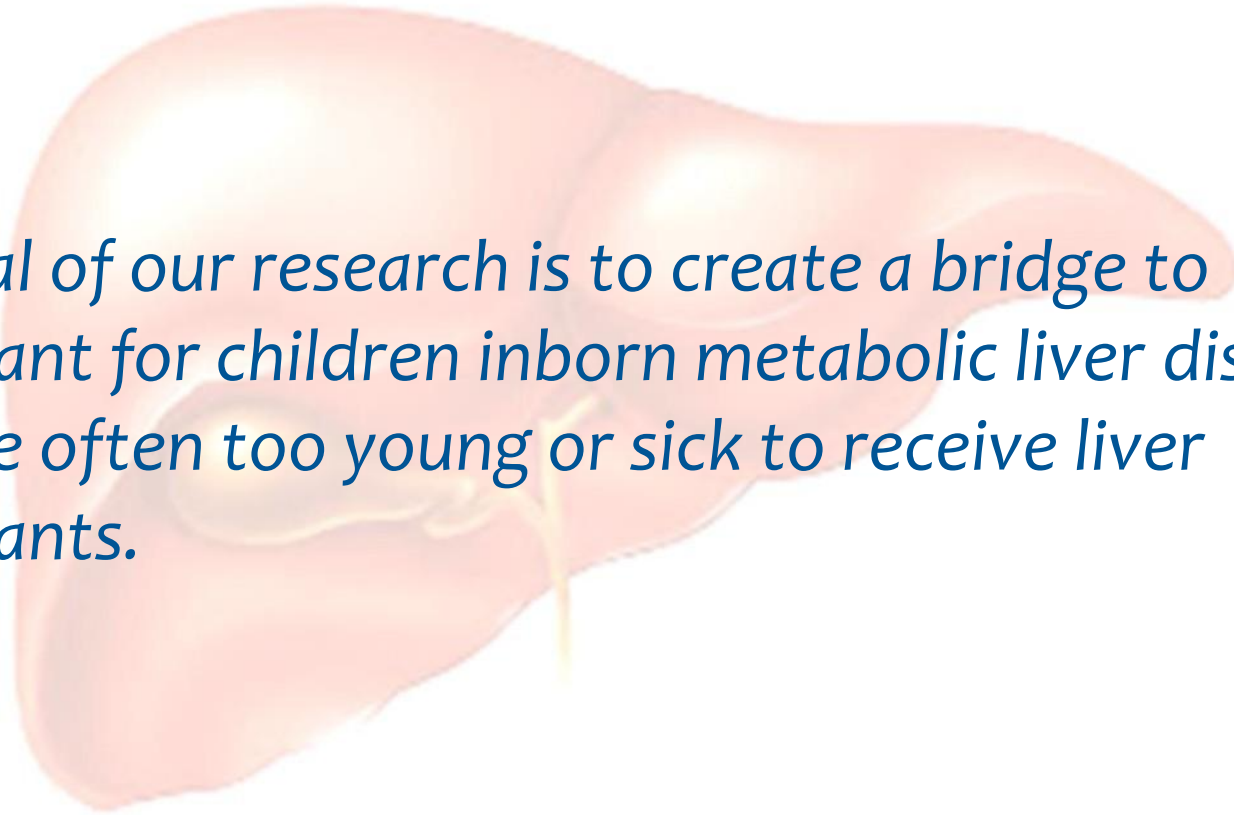 al of our research is to create a bridge to
ant for children inborn metabolic liver dis
e often too young or sick to receive liver
ants.